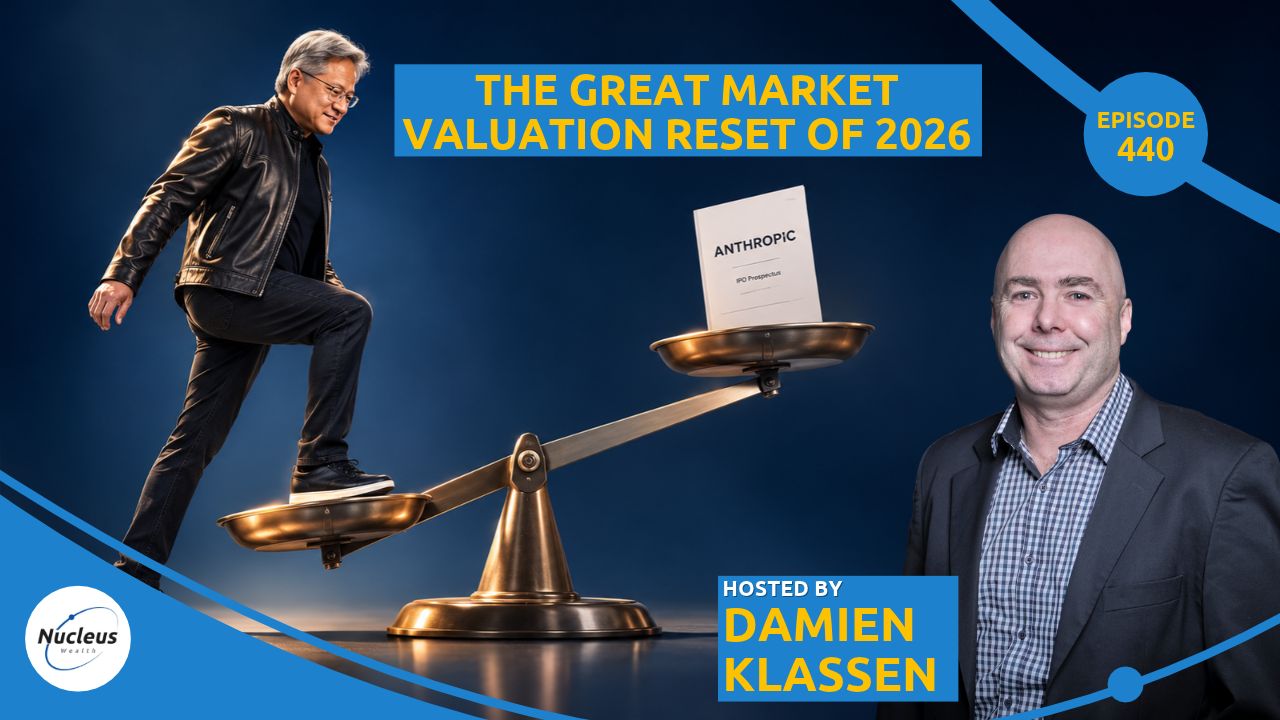 THE GREAT MARKET
VALUATION RESET OF 2026
EPISODE
440
ANTHROPIC
IPO Prospectus
HOSTED BY
DAMIEN
KLASSEN
Nucleus
Wealth